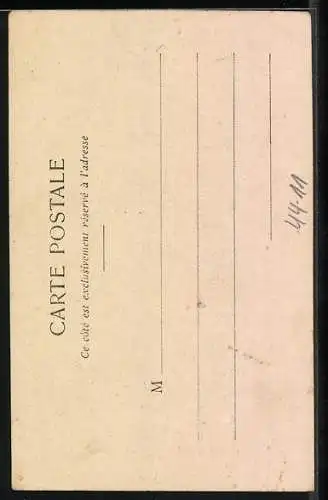 CARTE POSTALE
Ce côté est exclusivement réservé à l'adresse
M
44-11